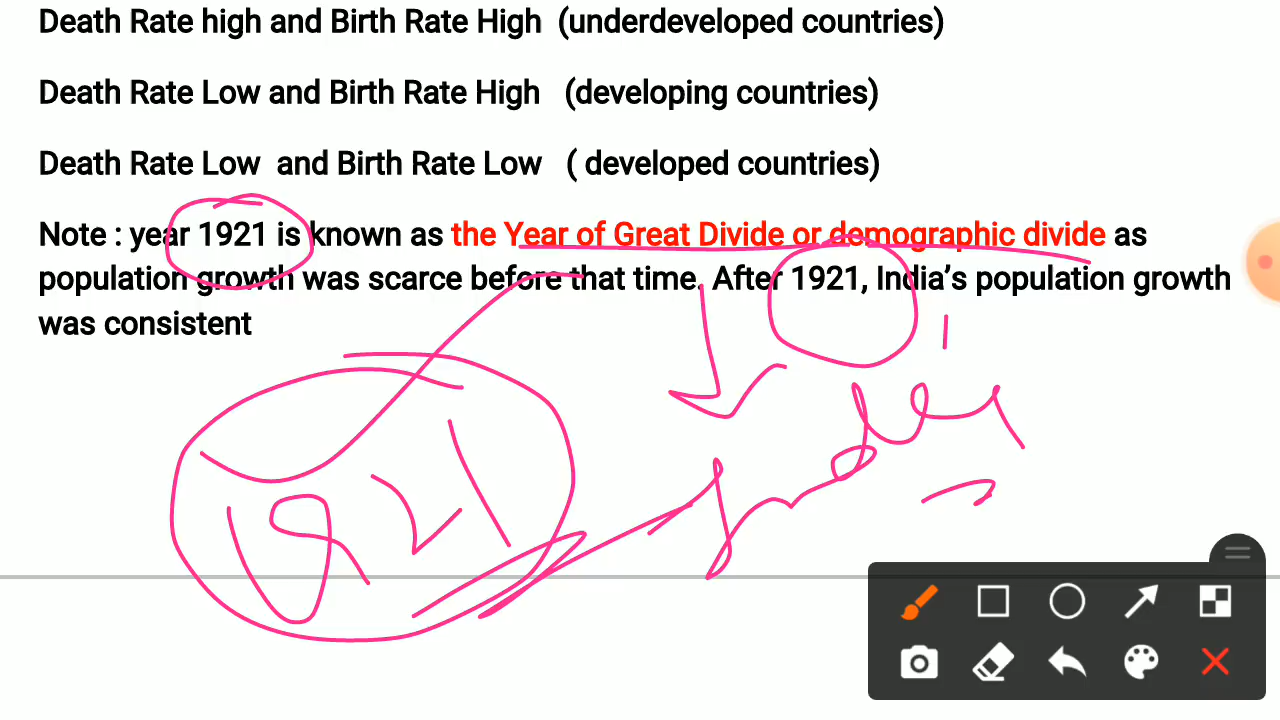 Death Rate high and Birth Rate High (underdeveloped countries)
Death Rate Low and Birth Rate High (developing countries)
Death Rate Low and Birth Rate Low ( developed countries)
Note : year 1921 is known as the Year of Great Divide or demographic divide as
population growth was scarce before that time. After 1921, India’s population growth
was consistent
1921